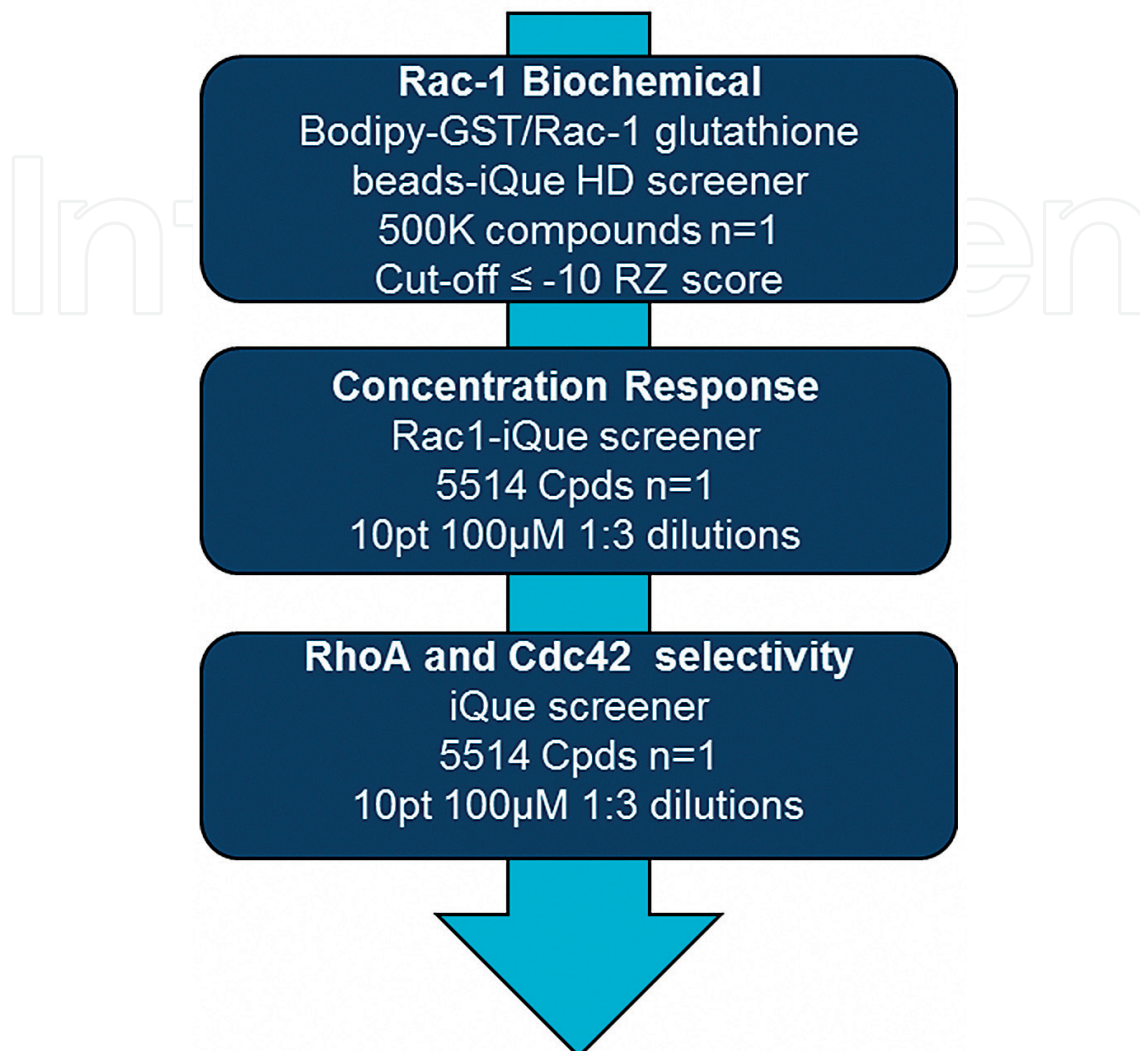 Rac-1 Biochemical
Bodipy-GST/Rac-1 glutathione
beads-iQue HD screener
500K compounds n=1
Cut-off ≤ -10 RZ score
Concentration Response
Rac1-iQue screener
5514 Cpds n=1
10pt 100µM 1:3 dilutions
RhoA and Cdc42 selectivity
iQue screener
5514 Cpds n=1
10pt 100µM 1:3 dilutions